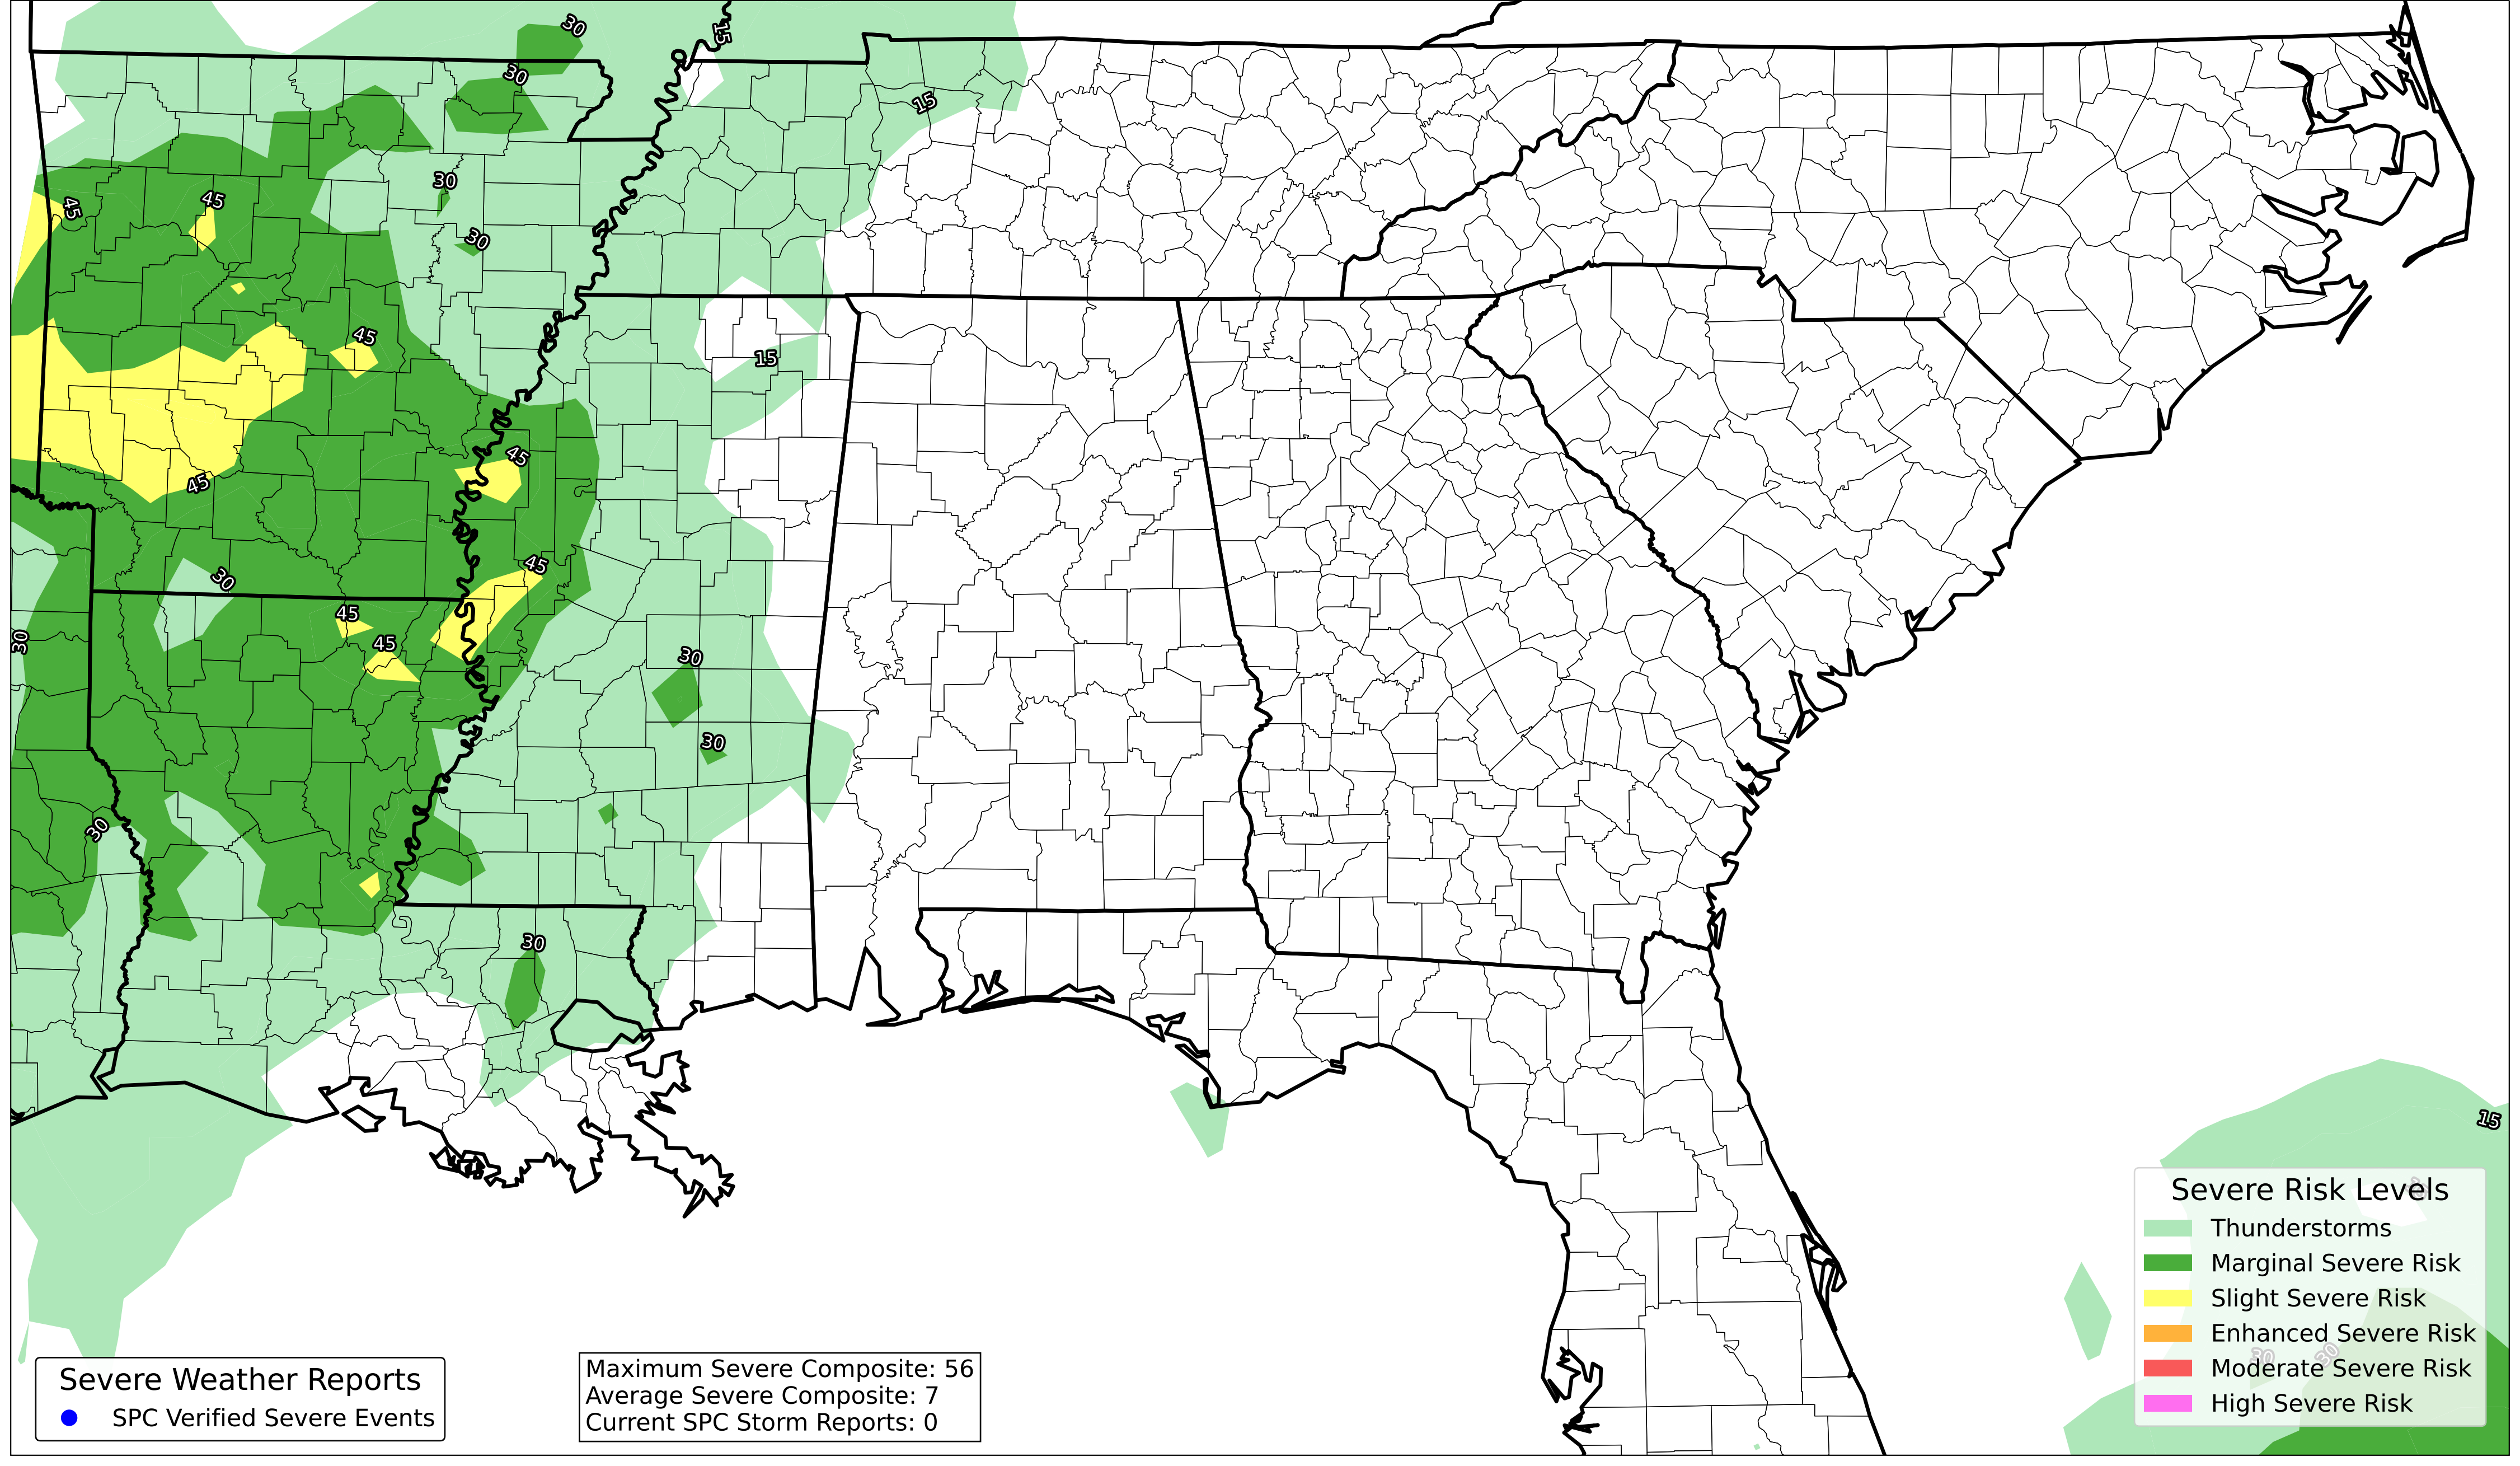 30
15
30
15
45
30
45
30
45
15
45
45
45
30
45
30
45
30
30
30
30
15
Severe Risk Levels
Thunderstorms
Marginal Severe Risk
Slight Severe Risk
Enhanced Severe Risk
Moderate Severe Risk
High Severe Risk
30
30
Severe Weather Reports
SPC Verified Severe Events
Maximum Severe Composite: 56
Average Severe Composite: 7
Current SPC Storm Reports: 0